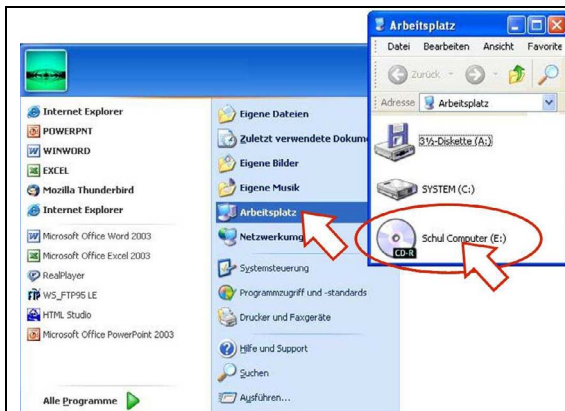 Internet Explorer
POWERPNT
WINWORD
EXCEL
Mozilla Thunderbird
Internet Explorer
Microsoft Office Word 2003
Microsoft Office Excel 2003
RealPlayer
WS_FTP95 LE
HTML Studio
Microsoft Office PowerPoint 2003
Alle Programme
Eigene Dateien
Zuletzt verwendete
Eigene Bilder
Eigene Musik
Arbeitsplatz
Systemsteuerung
Programmzugriff und -standards
Drucker und Faxgeräte
Hilfe und Support
Suchen
Ausführen...
Arbeitsplatz
Datei Bearbeiten Ansicht
Zurück
Adresse Arbeitsplatz
3½-Diskette (A:)
SYSTEM (C:)
Schul Computer (E:)
CD-R